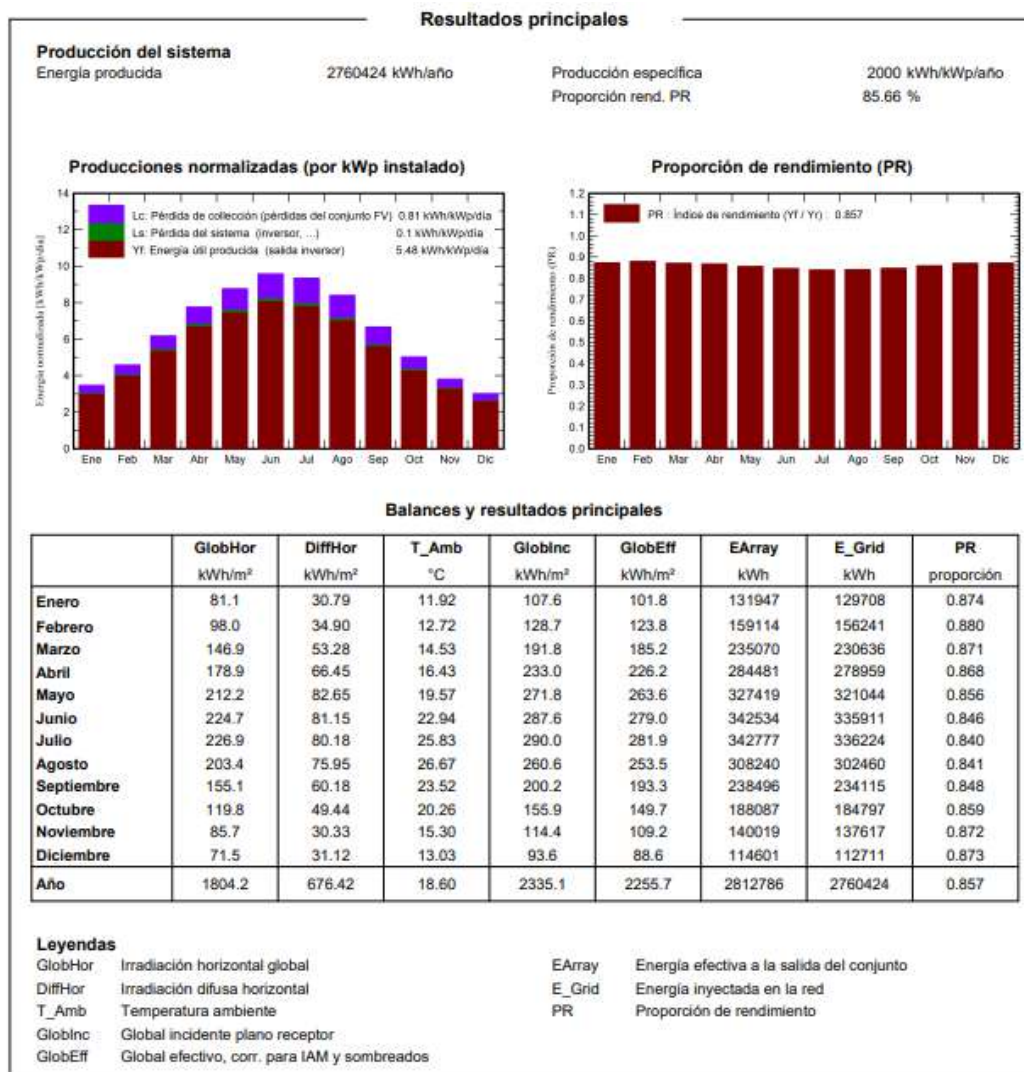 Resultados principales
Producción del sistema
Energía producida 2760424 kWh/año Producción específica 2000 kWh/kWp/año
Proporción rend. PR 85.66 %
Producciones normalizadas (por kWp instalado)
14
12
10
8
6
4
2
0
Energía normalizada [kWh/kWp/día]
Lc: Pérdida de collección (pérdidas del conjunto FV) 0.81 kWh/kWp/día
Ls: Pérdida del sistema (inversor, ...) 0.1 kWh/kWp/día
Yf: Energía útil producida (salida inversor) 5.48 kWh/kWp/día
Ene Feb Mar Abr May Jun Jul Ago Sep Oct Nov Dic
Proporción de rendimiento (PR)
1.2
1.1
1.0
0.9
0.8
0.7
0.6
0.5
0.4
0.3
0.2
0.1
0.0
Proporción de rendimiento (PR)
PR : Índice de rendimiento (Yf / Yr) : 0.857
Ene Feb Mar Abr May Jun Jul Ago Sep Oct Nov Dic
Balances y resultados principales
GlobHor DiffHor T_Amb GlobInc GlobEff EArray E_Grid PR
kWh/m² kWh/m² °C kWh/m² kWh/m² kWh kWh proporción
Enero 81.1 30.79 11.92 107.6 101.8 131947 129708 0.874
Febrero 98.0 34.90 12.72 128.7 123.8 159114 156241 0.880
Marzo 146.9 53.28 14.53 191.8 185.2 235070 230636 0.871
Abril 178.9 66.45 16.43 233.0 226.2 284481 278959 0.868
Mayo 212.2 82.65 19.57 271.8 263.6 327419 321044 0.856
Junio 224.7 81.15 22.94 287.6 279.0 342534 335911 0.846
Julio 226.9 80.18 25.83 290.0 281.9 342777 336224 0.840
Agosto 203.4 75.95 26.67 260.6 253.5 308240 302460 0.841
Septiembre 155.1 60.18 23.52 200.2 193.3 238496 234115 0.848
Octubre 119.8 49.44 20.26 155.9 149.7 188087 184797 0.859
Noviembre 85.7 30.33 15.30 114.4 109.2 140019 137617 0.872
Diciembre 71.5 31.12 13.03 93.6 88.6 114601 112711 0.873
Año 1804.2 676.42 18.60 2335.1 2255.7 2812786 2760424 0.857
Leyendas
GlobHor Irradiación horizontal global EArray Energía efectiva a la salida del conjunto
DiffHor Irradiación difusa horizontal E_Grid Energía inyectada en la red
T_Amb Temperatura ambiente PR Proporción de rendimiento
GlobInc Global incidente plano receptor
GlobEff Global efectivo, corr. para IAM y sombreados